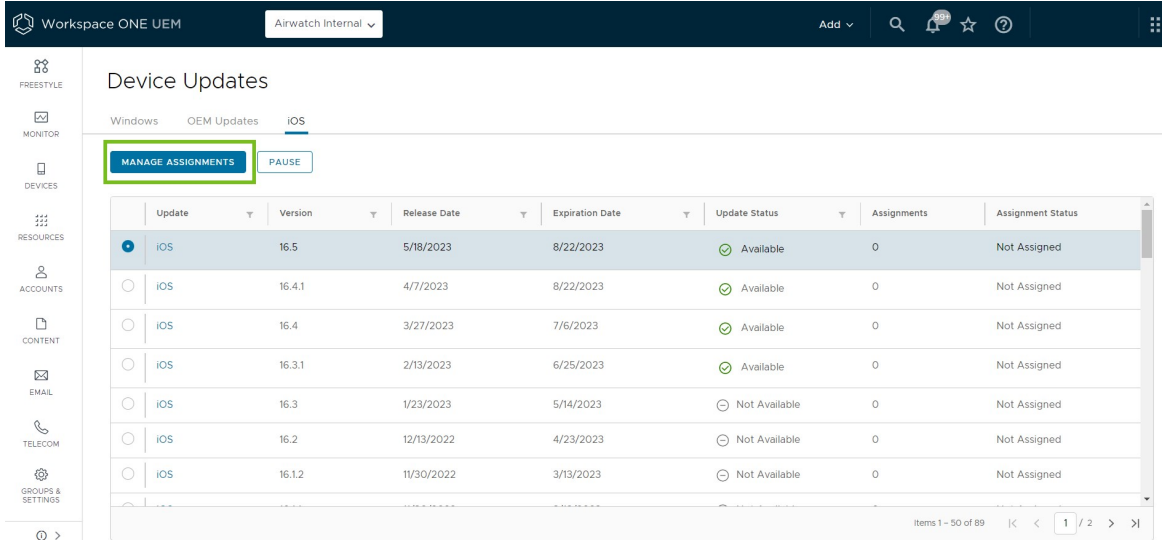 Workspace ONE UEM
Airwatch Internal
Add
99+
FREESTYLE
MONITOR
DEVICES
RESOURCES
ACCOUNTS
CONTENT
EMAIL
TELECOM
GROUPS &
SETTINGS
Device Updates
Windows OEM Updates iOS
MANAGE ASSIGNMENTS PAUSE
Update Version Release Date Expiration Date Update Status Assignments Assignment Status
iOS 16.5 5/18/2023 8/22/2023 Available 0 Not Assigned
iOS 16.4.1 4/7/2023 8/22/2023 Available 0 Not Assigned
iOS 16.4 3/27/2023 7/6/2023 Available 0 Not Assigned
iOS 16.3.1 2/13/2023 6/25/2023 Available 0 Not Assigned
iOS 16.3 1/23/2023 5/14/2023 Not Available 0 Not Assigned
iOS 16.2 12/13/2022 4/23/2023 Not Available 0 Not Assigned
iOS 16.1.2 11/30/2022 3/13/2023 Not Available 0 Not Assigned
Items 1 – 50 of 89 1 / 2